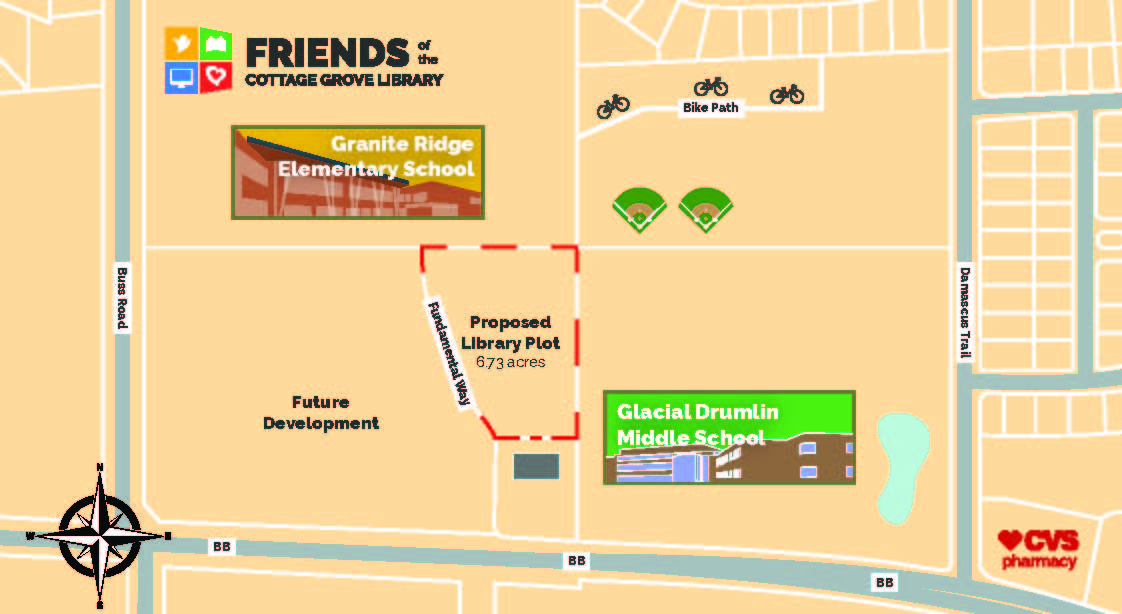 FRIENDS of
the
COTTAGE GROVE LIBRARY
Bike Path
Granite Ridge
Elementary School
Buss Road
Damascus Trail
Fundamental Way
Proposed
Library Plot
6.73 acres
Future
Development
Glacial Drumlin
Middle School
N
W
E
S
BB
BB
BB
CVS
pharmacy